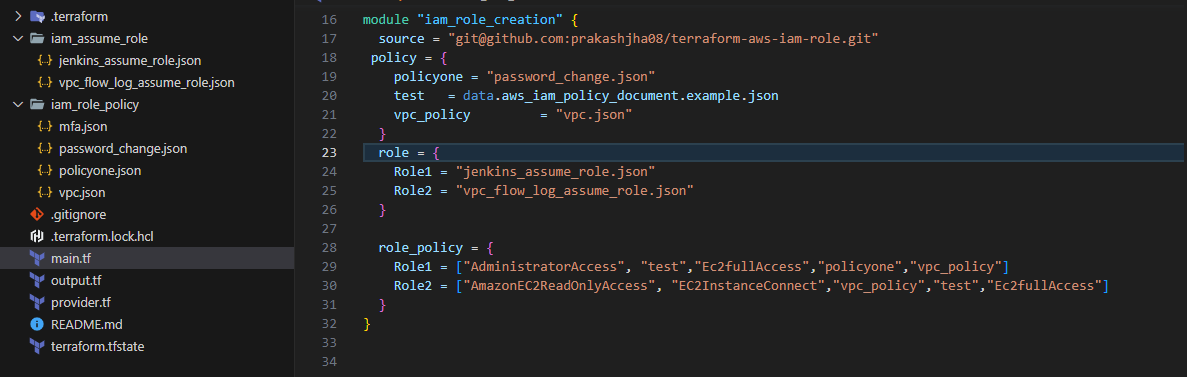 .terraform
iam_assume_role
jenkins_assume_role.json
vpc_flow_log_assume_role.json
iam_role_policy
mfa.json
password_change.json
policyone.json
vpc.json
.gitignore
.terraform.lock.hcl
main.tf
output.tf
provider.tf
README.md
terraform.tfstate
16 module "iam_role_creation" {
17 source = "git@github.com:prakashjha08/terraform-aws-iam-role.git"
18 policy = {
19 policyone = "password_change.json"
20 test = data.aws_iam_policy_document.example.json
21 vpc_policy = "vpc.json"
22 }
23 role = {
24 Role1 = "jenkins_assume_role.json"
25 Role2 = "vpc_flow_log_assume_role.json"
26 }
27
28 role_policy = {
29 Role1 = ["AdministratorAccess", "test","Ec2fullAccess","policyone","vpc_policy"]
30 Role2 = ["AmazonEC2ReadOnlyAccess", "EC2InstanceConnect","vpc_policy","test","Ec2fullAccess"]
31 }
32 }
33
34